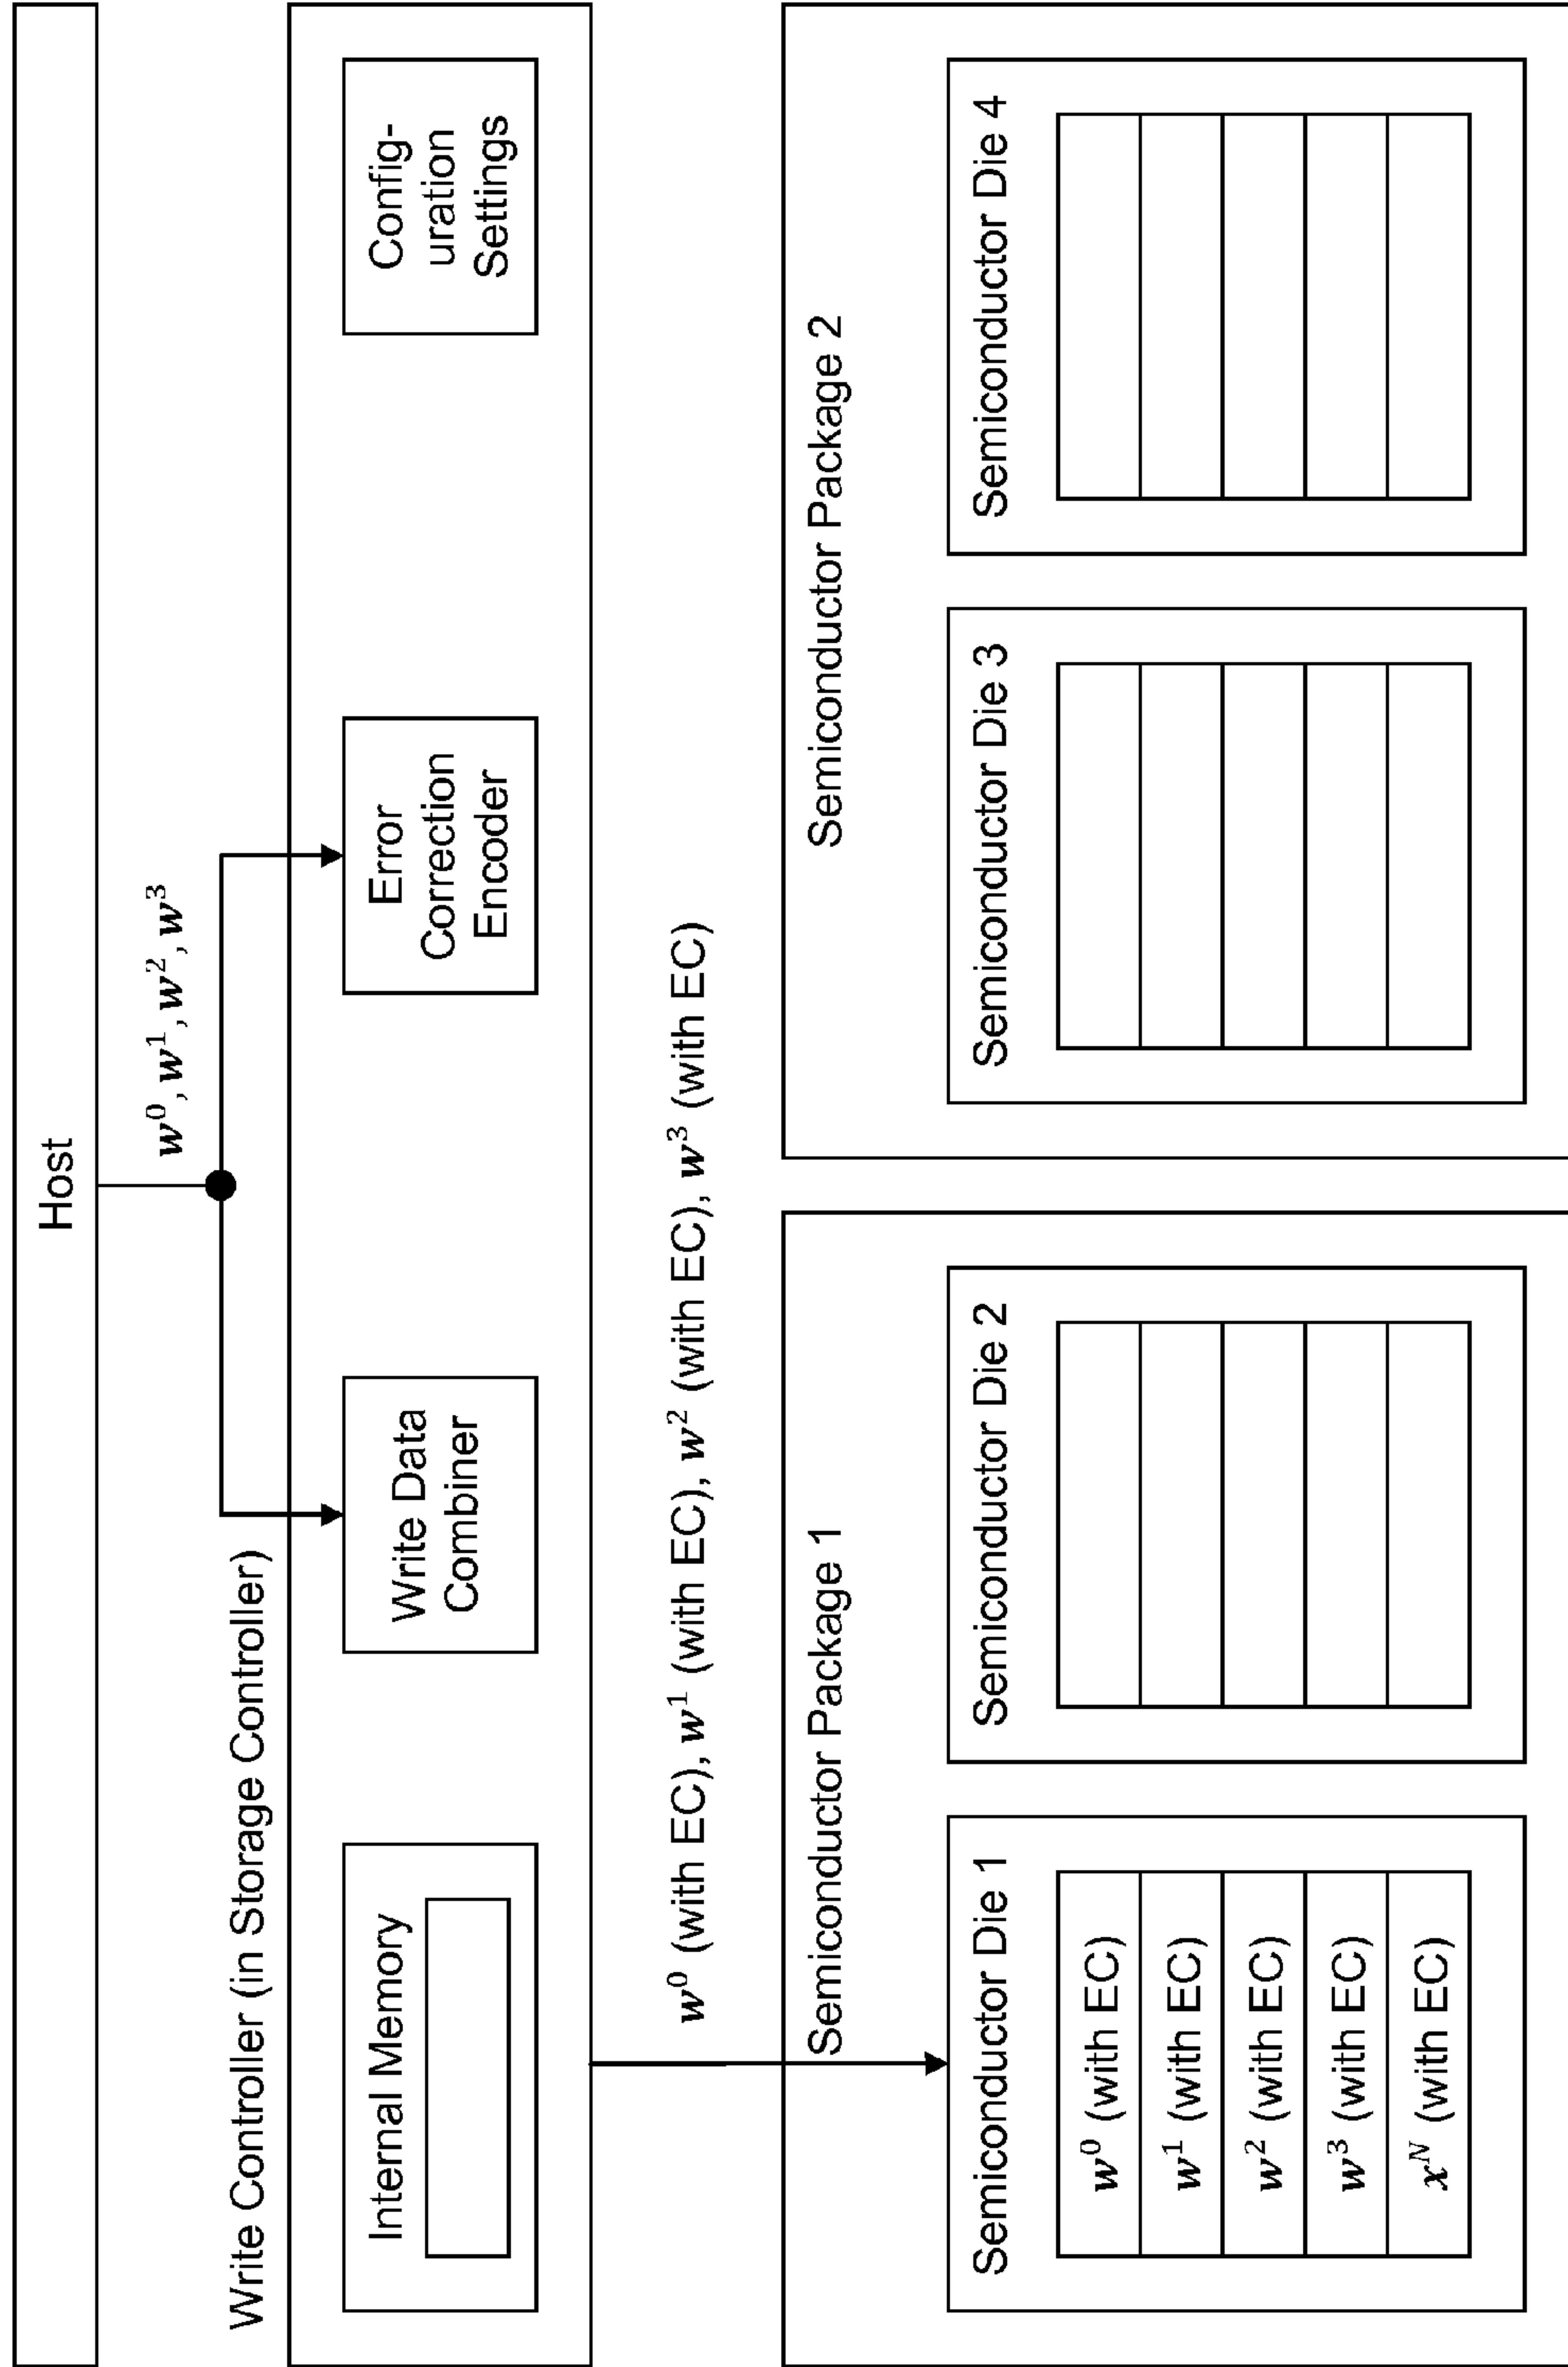 Host
w⁰, w¹, w², w³
Write Controller (in Storage Controller)
Internal Memory
Write Data
Combiner
Error
Correction
Encoder
Config-
uration
Settings
w⁰ (with EC), w¹ (with EC), w² (with EC), w³ (with EC)
Semiconductor Package 1
Semiconductor Die 1
w⁰ (with EC)
w¹ (with EC)
w² (with EC)
w³ (with EC)
xᴺ (with EC)
Semiconductor Die 2
Semiconductor Package 2
Semiconductor Die 3
Semiconductor Die 4